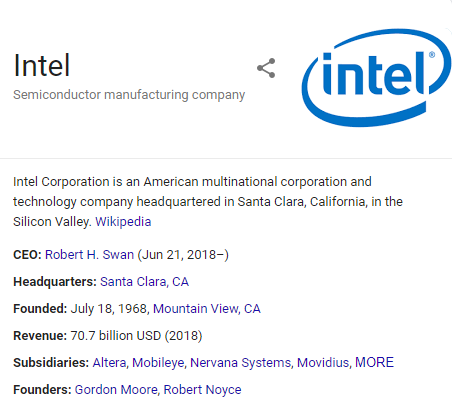 Intel
Semiconductor manufacturing company
intel®
Intel Corporation is an American multinational corporation and
technology company headquartered in Santa Clara, California, in the
Silicon Valley. Wikipedia
CEO: Robert H. Swan (Jun 21, 2018–)
Headquarters: Santa Clara, CA
Founded: July 18, 1968, Mountain View, CA
Revenue: 70.7 billion USD (2018)
Subsidiaries: Altera, Mobileye, Nervana Systems, Movidius, MORE
Founders: Gordon Moore, Robert Noyce